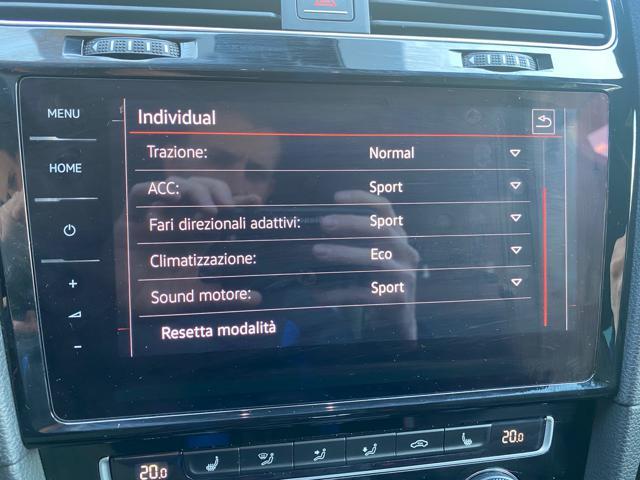 MENU
Individual
HOME
Trazione: Normal
ACC: Sport
Fari direzionali adattivi: Sport
Climatizzazione: Eco
+
Sound motore: Sport
-
Resetta modalità
20.0
20.0